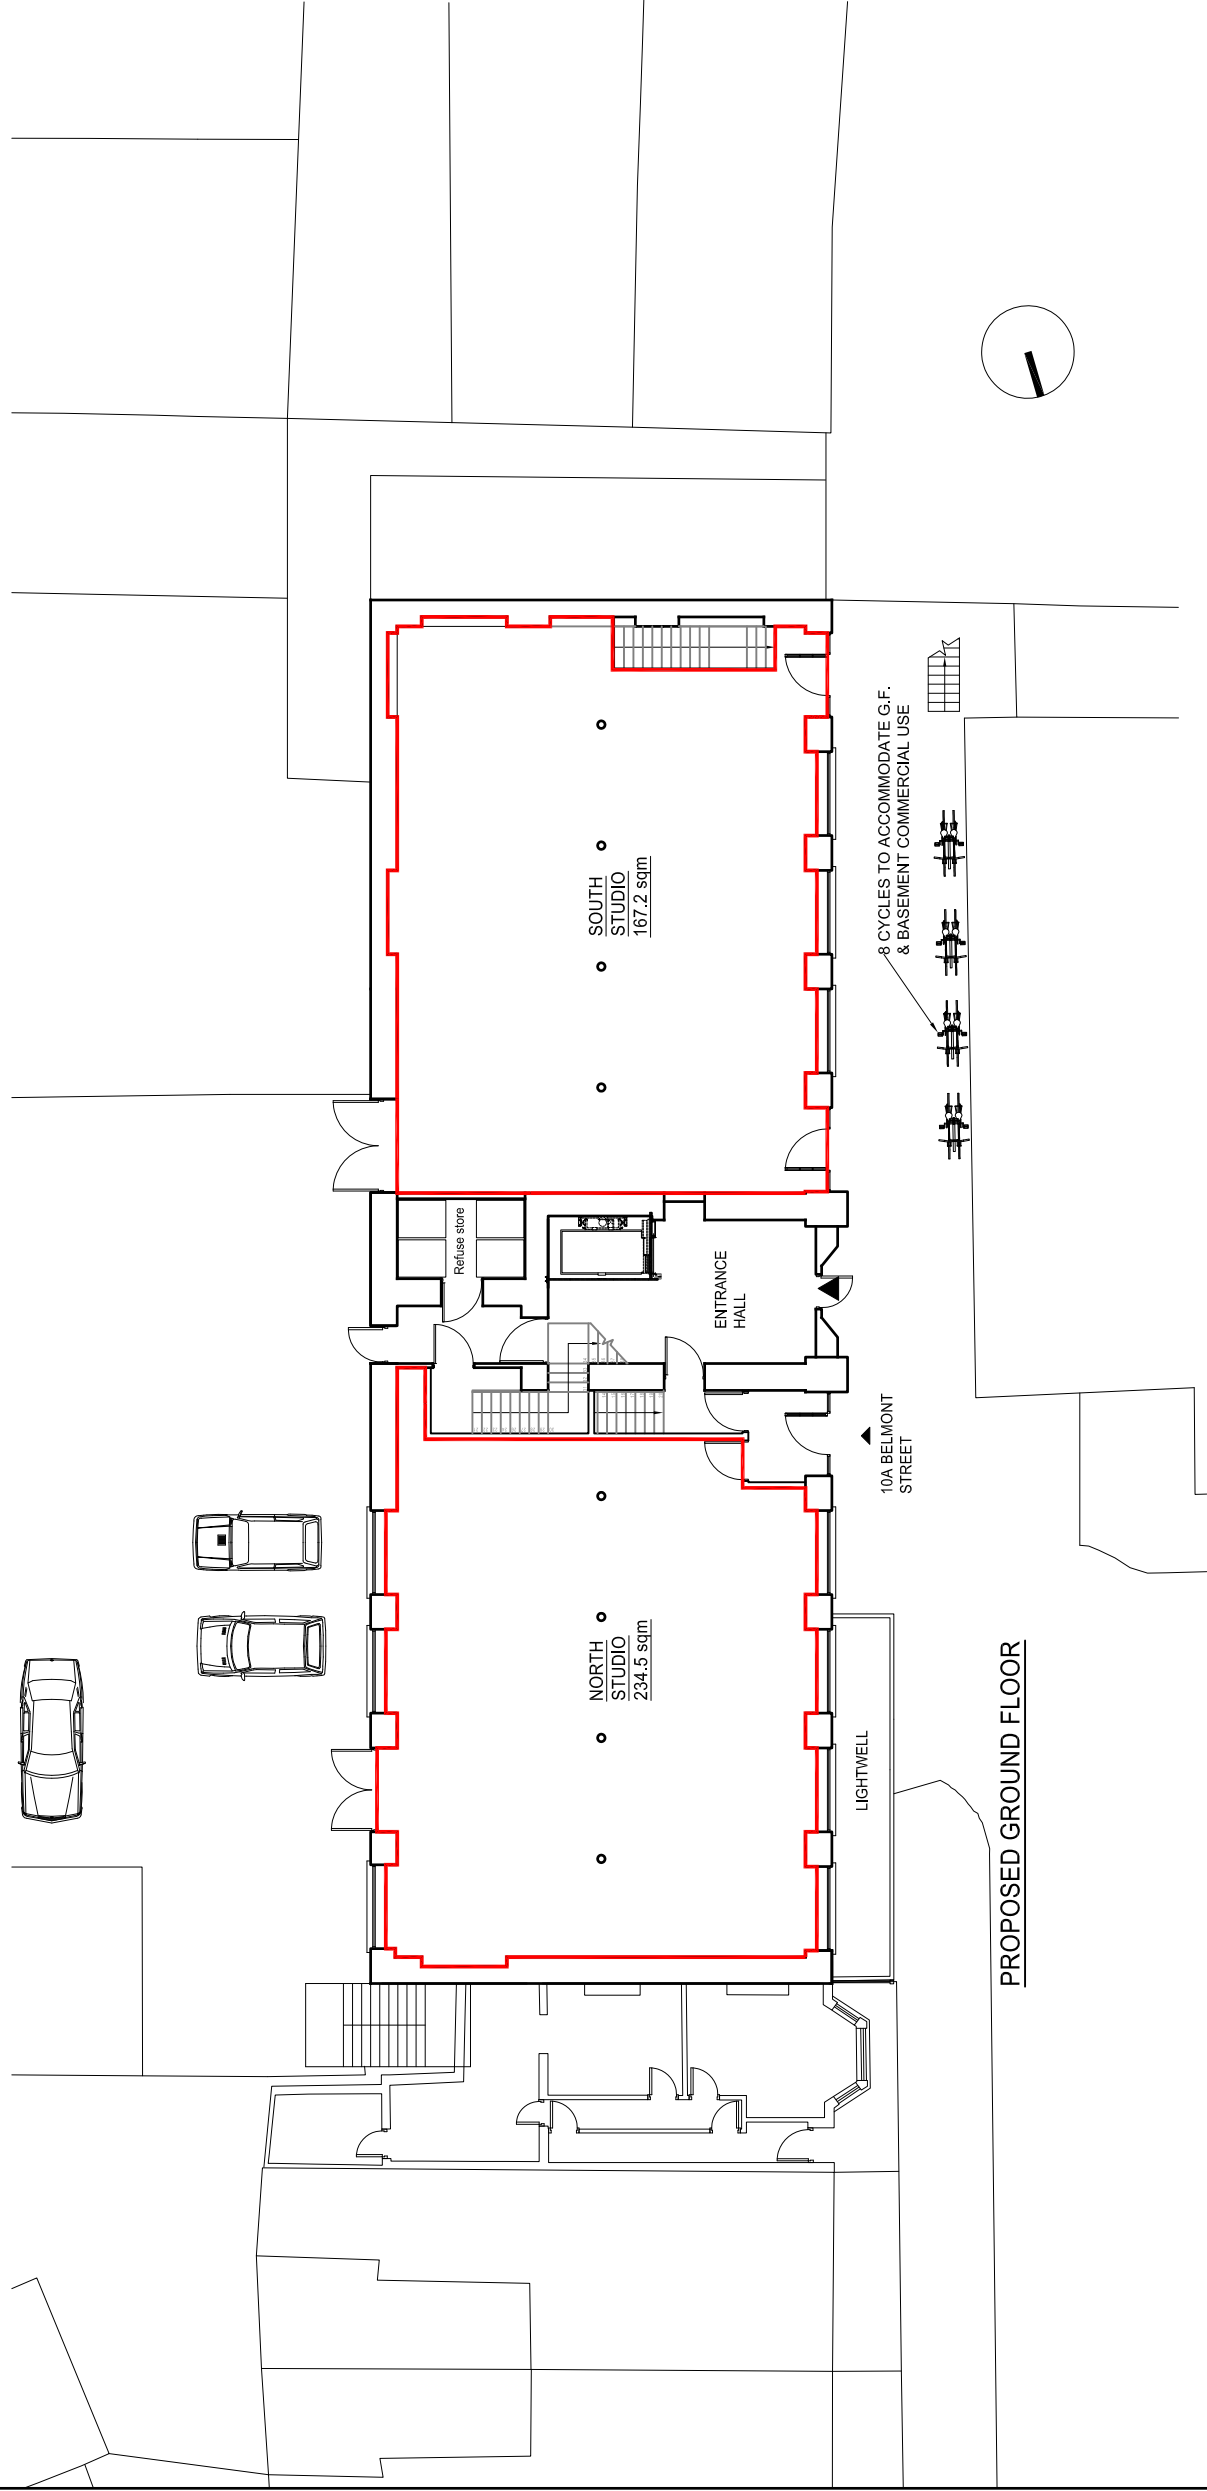 NORTH
STUDIO
234.5 sqm
SOUTH
STUDIO
167.2 sqm
Refuse store
ENTRANCE
HALL
LIGHTWELL
10A BELMONT
STREET
8 CYCLES TO ACCOMMODATE G.F.
& BASEMENT COMMERCIAL USE
PROPOSED GROUND FLOOR